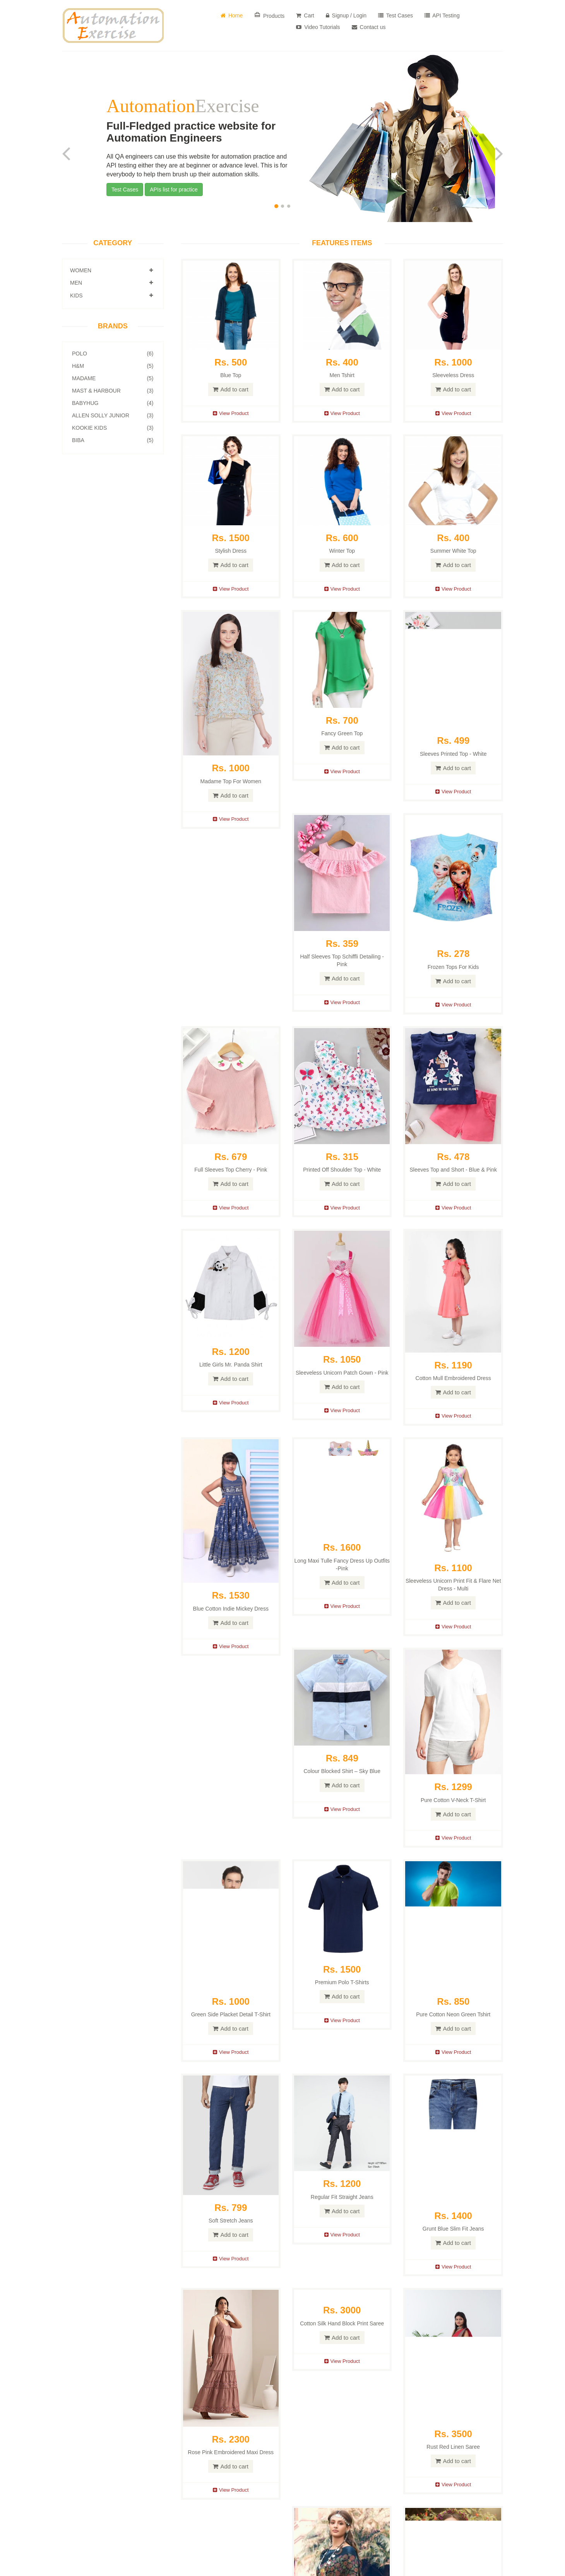 Automation
Exercise
Home
Products
Cart
Signup / Login
Test Cases
API Testing
Video Tutorials
Contact us
AutomationExercise
Full-Fledged practice website for
Automation Engineers
All QA engineers can use this website for automation practice and
API testing either they are at beginner or advance level. This is for
everybody to help them brush up their automation skills.
Test Cases
APIs list for practice
CATEGORY
WOMEN
MEN
KIDS
BRANDS
POLO (6)
H&M (5)
MADAME (5)
MAST & HARBOUR (3)
BABYHUG (4)
ALLEN SOLLY JUNIOR (3)
KOOKIE KIDS (3)
BIBA (5)
FEATURES ITEMS
Rs. 500
Blue Top
Add to cart
View Product
Rs. 400
Men Tshirt
Add to cart
View Product
Rs. 1000
Sleeveless Dress
Add to cart
View Product
Rs. 1500
Stylish Dress
Add to cart
View Product
Rs. 600
Winter Top
Add to cart
View Product
Rs. 400
Summer White Top
Add to cart
View Product
Rs. 1000
Madame Top For Women
Add to cart
View Product
Rs. 700
Fancy Green Top
Add to cart
View Product
Rs. 499
Sleeves Printed Top - White
Add to cart
View Product
Rs. 359
Half Sleeves Top Schiffli Detailing -
Pink
Add to cart
View Product
FROZEN
Rs. 278
Frozen Tops For Kids
Add to cart
View Product
Rs. 679
Full Sleeves Top Cherry - Pink
Add to cart
View Product
Rs. 315
Printed Off Shoulder Top - White
Add to cart
View Product
Rs. 478
Sleeves Top and Short - Blue & Pink
Add to cart
View Product
Rs. 1200
Little Girls Mr. Panda Shirt
Add to cart
View Product
Rs. 1050
Sleeveless Unicorn Patch Gown - Pink
Add to cart
View Product
Rs. 1190
Cotton Mull Embroidered Dress
Add to cart
View Product
Rs. 1530
Blue Cotton Indie Mickey Dress
Add to cart
View Product
Rs. 1600
Long Maxi Tulle Fancy Dress Up Outfits
-Pink
Add to cart
View Product
Rs. 1100
Sleeveless Unicorn Print Fit & Flare Net
Dress - Multi
Add to cart
View Product
Rs. 849
Colour Blocked Shirt – Sky Blue
Add to cart
View Product
Rs. 1299
Pure Cotton V-Neck T-Shirt
Add to cart
View Product
Rs. 1000
Green Side Placket Detail T-Shirt
Add to cart
View Product
Rs. 1500
Premium Polo T-Shirts
Add to cart
View Product
Rs. 850
Pure Cotton Neon Green Tshirt
Add to cart
View Product
Rs. 799
Soft Stretch Jeans
Add to cart
View Product
Rs. 1200
Regular Fit Straight Jeans
Add to cart
View Product
Rs. 1400
Grunt Blue Slim Fit Jeans
Add to cart
View Product
Rs. 2300
Rose Pink Embroidered Maxi Dress
Add to cart
View Product
Rs. 3000
Cotton Silk Hand Block Print Saree
Add to cart
View Product
Rs. 3500
Rust Red Linen Saree
Add to cart
View Product